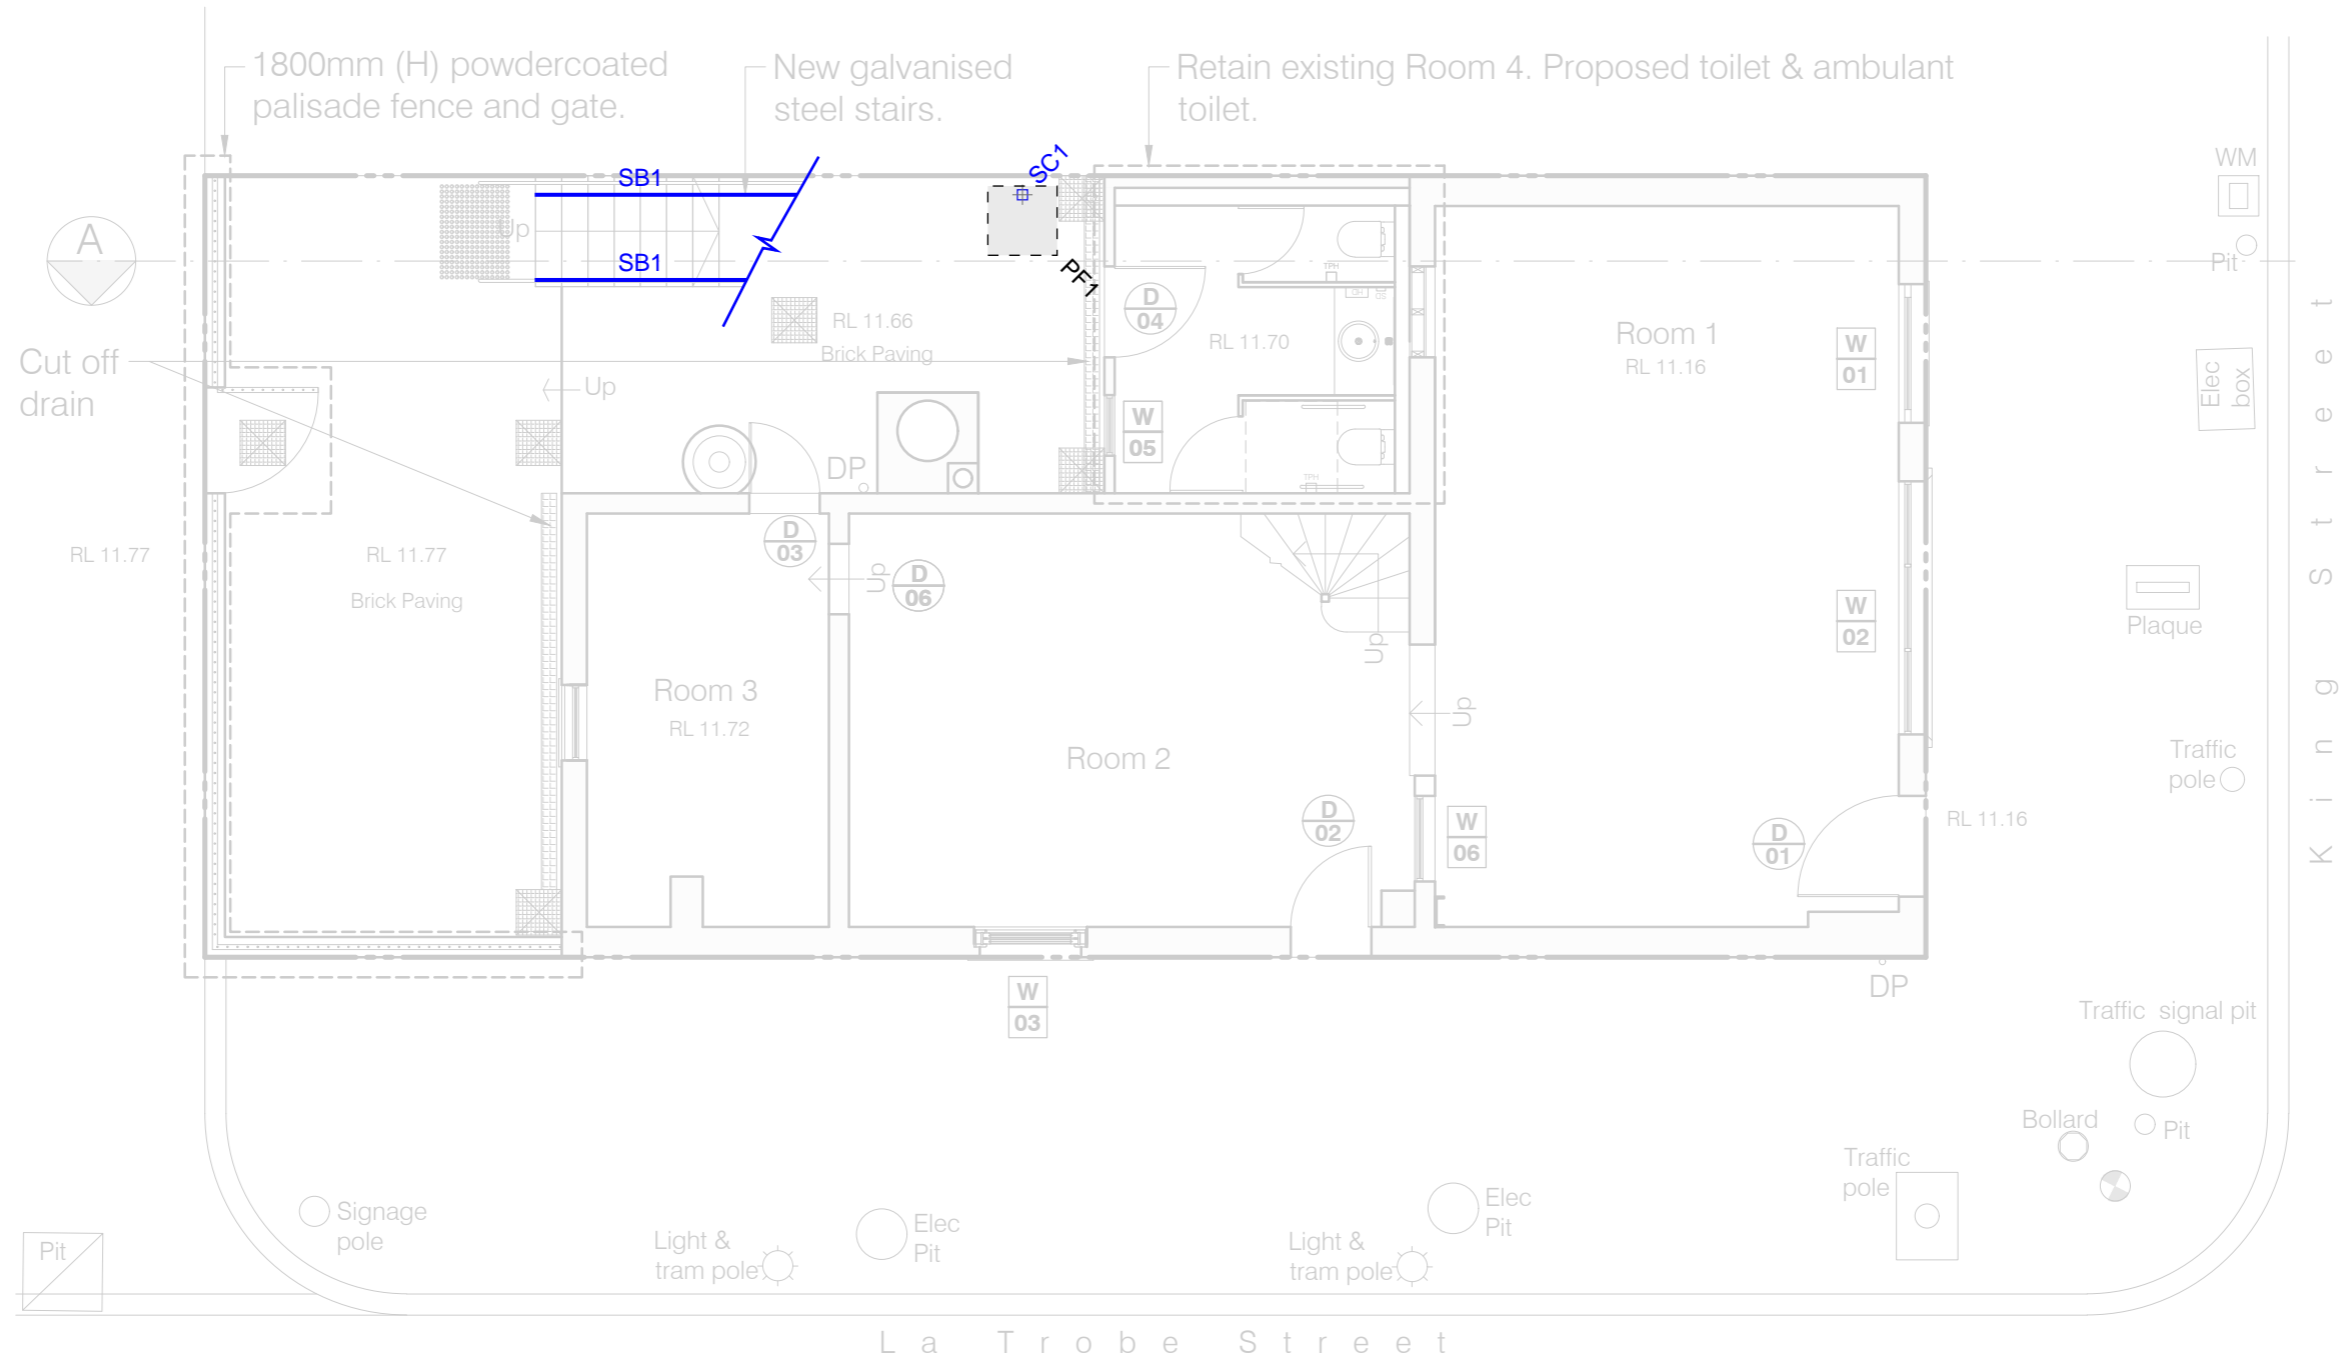 1800mm (H) powdercoated
palisade fence and gate.
New galvanised
steel stairs.
Retain existing Room 4. Proposed toilet & ambulant
toilet.
WM
Pit
A
SB1
SB1
Up
SC1
PF1
D
04
RL 11.66
Brick Paving
RL 11.70
TPH
Room 1
RL 11.16
W
01
Elec
box
Cut off
drain
Up
W
05
DP
TPH
D
03
Up
D
06
RL 11.77
RL 11.77
Brick Paving
W
02
Plaque
Up
Room 3
RL 11.72
Room 2
Up
Traffic
pole
D
02
W
06
D
01
RL 11.16
King Street
W
03
DP
Traffic signal pit
Bollard
Pit
Traffic
pole
Signage
pole
Pit
Light &
tram pole
Elec
Pit
Light &
tram pole
Elec
Pit
La Trobe Street